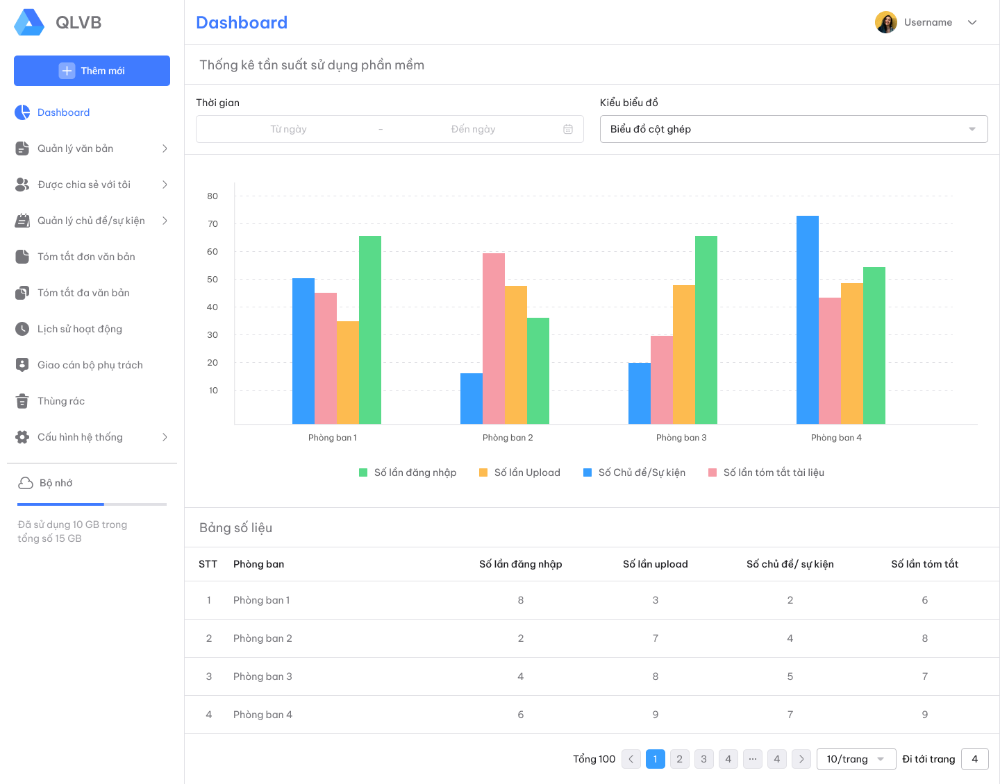 QLVB
Thêm mới
Dashboard
Quản lý văn bản
Được chia sẻ với tôi
Quản lý chủ đề/sự kiện
Tóm tắt đơn văn bản
Tóm tắt đa văn bản
Lịch sử hoạt động
Giao cán bộ phụ trách
Thùng rác
Cấu hình hệ thống
Bộ nhớ
Đã sử dụng 10 GB trong
tổng số 15 GB
Dashboard
Username
Thống kê tần suất sử dụng phần mềm
Thời gian
Kiểu biểu đồ
Từ ngày - Đến ngày
Biểu đồ cột ghép
80
70
60
50
40
30
20
10
Phòng ban 1 Phòng ban 2 Phòng ban 3 Phòng ban 4
Số lần đăng nhập Số lần Upload Số Chủ đề/Sự kiện Số lần tóm tắt tài liệu
Bảng số liệu
STT Phòng ban Số lần đăng nhập Số lần upload Số chủ đề/ sự kiện Số lần tóm tắt
1 Phòng ban 1 8 3 2 6
2 Phòng ban 2 2 7 4 8
3 Phòng ban 3 4 8 5 7
4 Phòng ban 4 6 9 7 9
Tổng 100 1 2 3 4 ··· 4 10/trang Đi tới trang 4